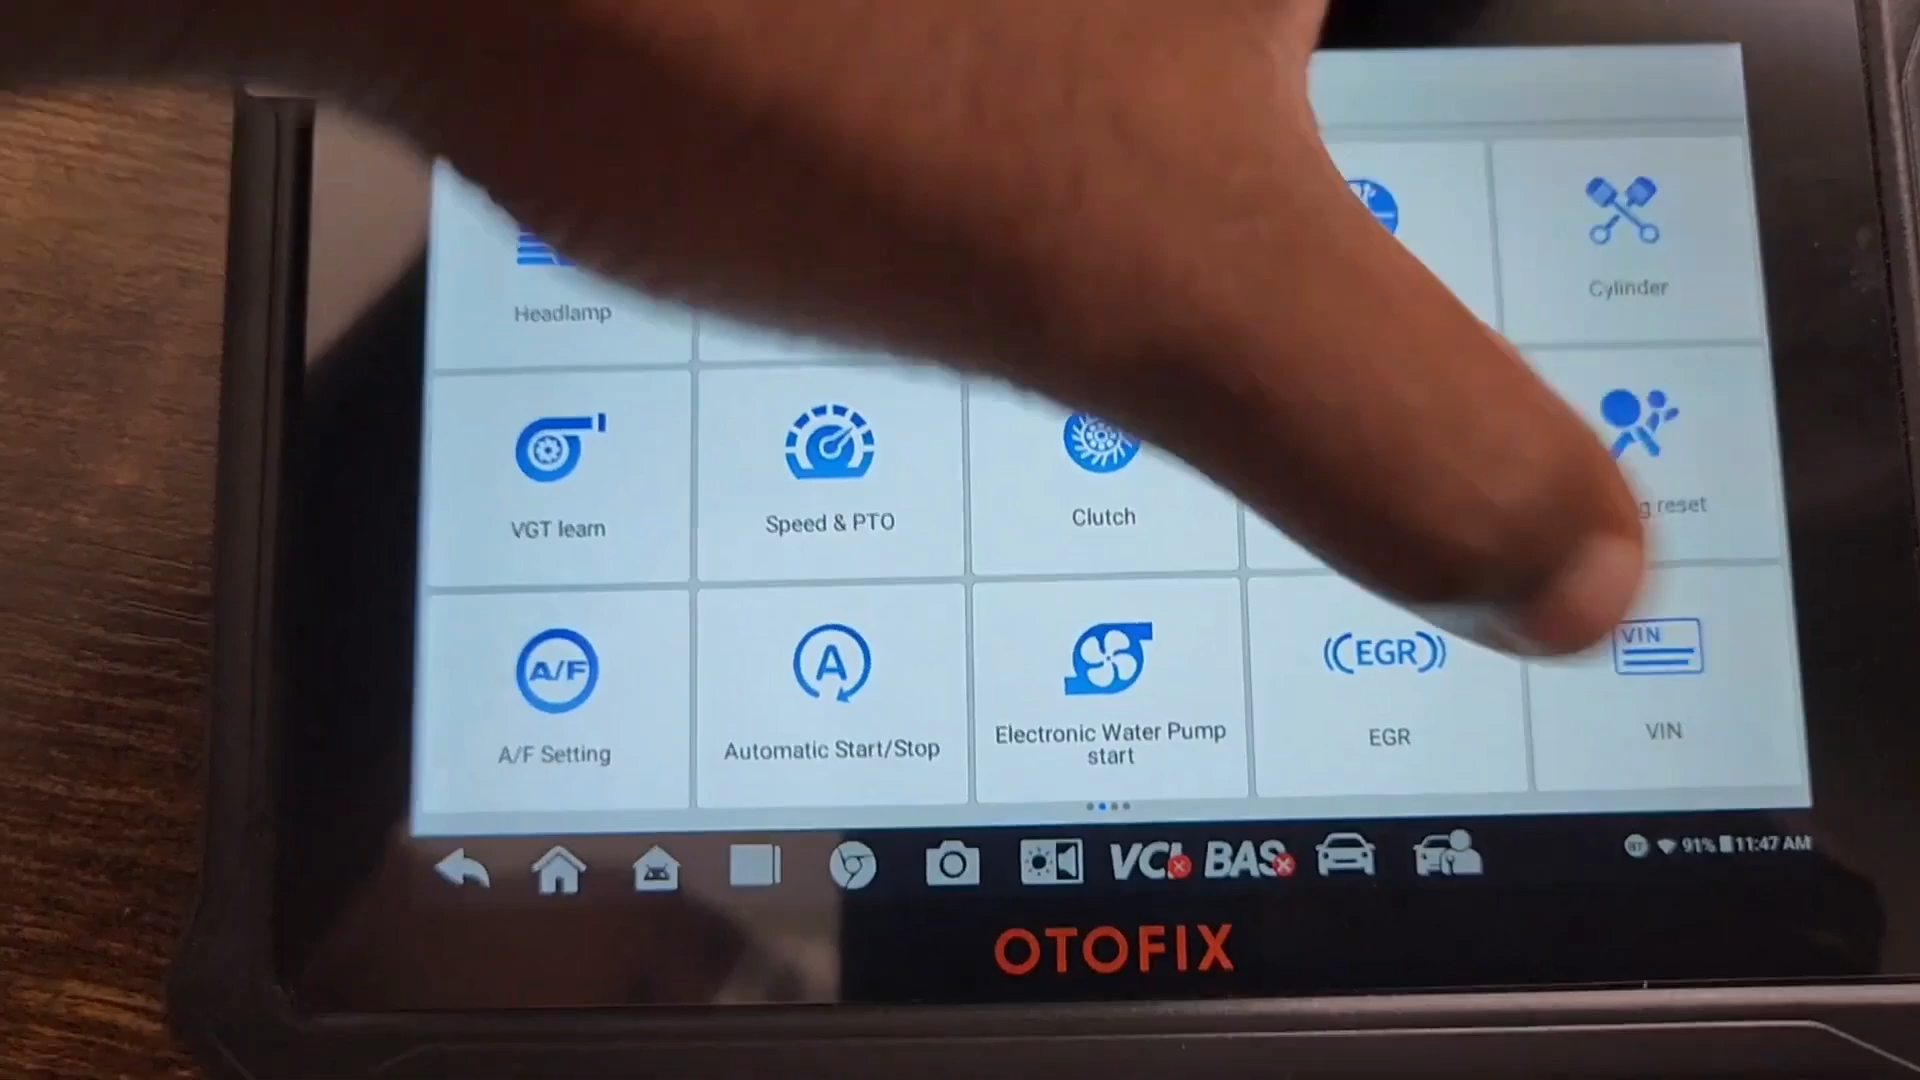 Cylinder
Headlamp
g reset
VGT learn
Speed & PTO
Clutch
A/F
A
EGR
VIN
A/F Setting
Automatic Start/Stop
Electronic Water Pump
start
EGR
VIN
VCI
BAS
91%
11:47 AM
OTOFIX